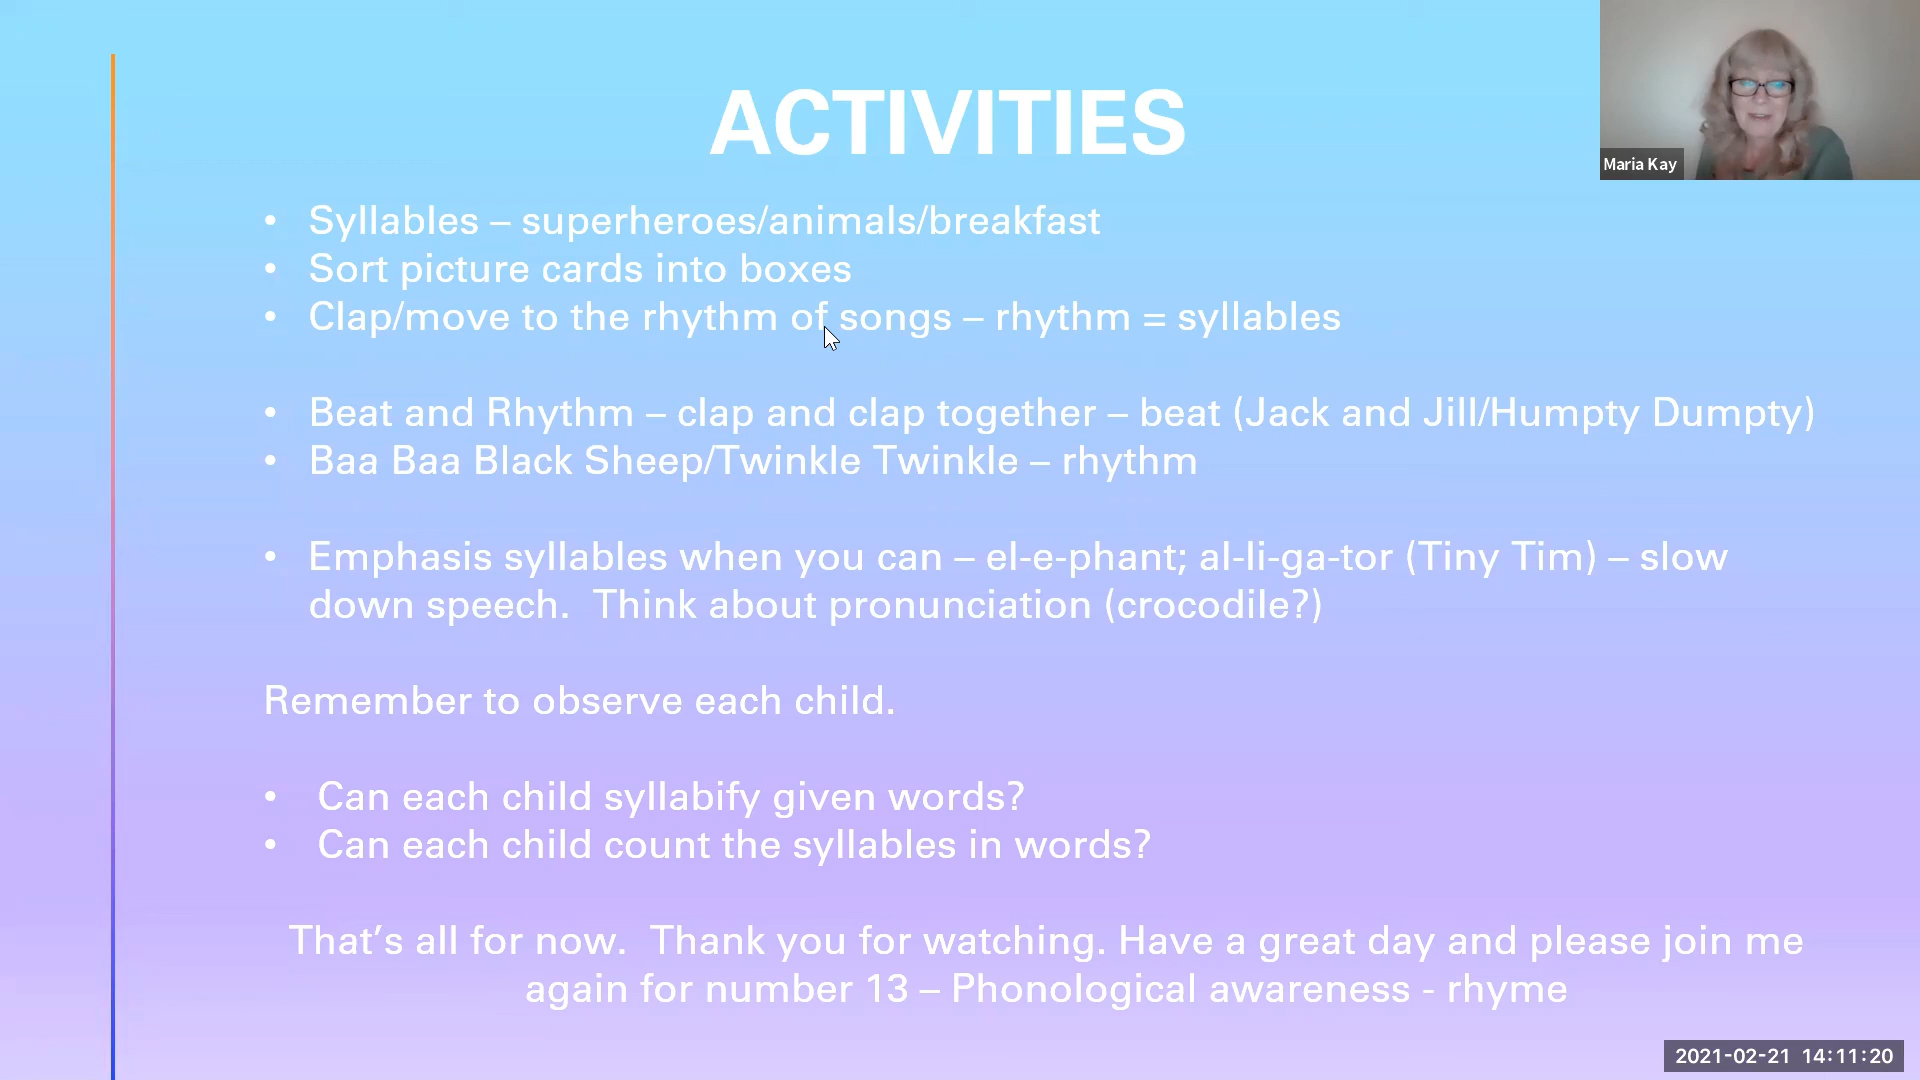 ACTIVITIES
Maria Kay
• Syllables – superheroes/animals/breakfast
• Sort picture cards into boxes
• Clap/move to the rhythm of songs – rhythm = syllables
• Beat and Rhythm – clap and clap together – beat (Jack and Jill/Humpty Dumpty)
• Baa Baa Black Sheep/Twinkle Twinkle – rhythm
• Emphasis syllables when you can – el-e-phant; al-li-ga-tor (Tiny Tim) – slow
down speech.  Think about pronunciation (crocodile?)
Remember to observe each child.
• Can each child syllabify given words?
• Can each child count the syllables in words?
That’s all for now.  Thank you for watching. Have a great day and please join me
again for number 13 – Phonological awareness - rhyme
2021-02-21 14:11:20